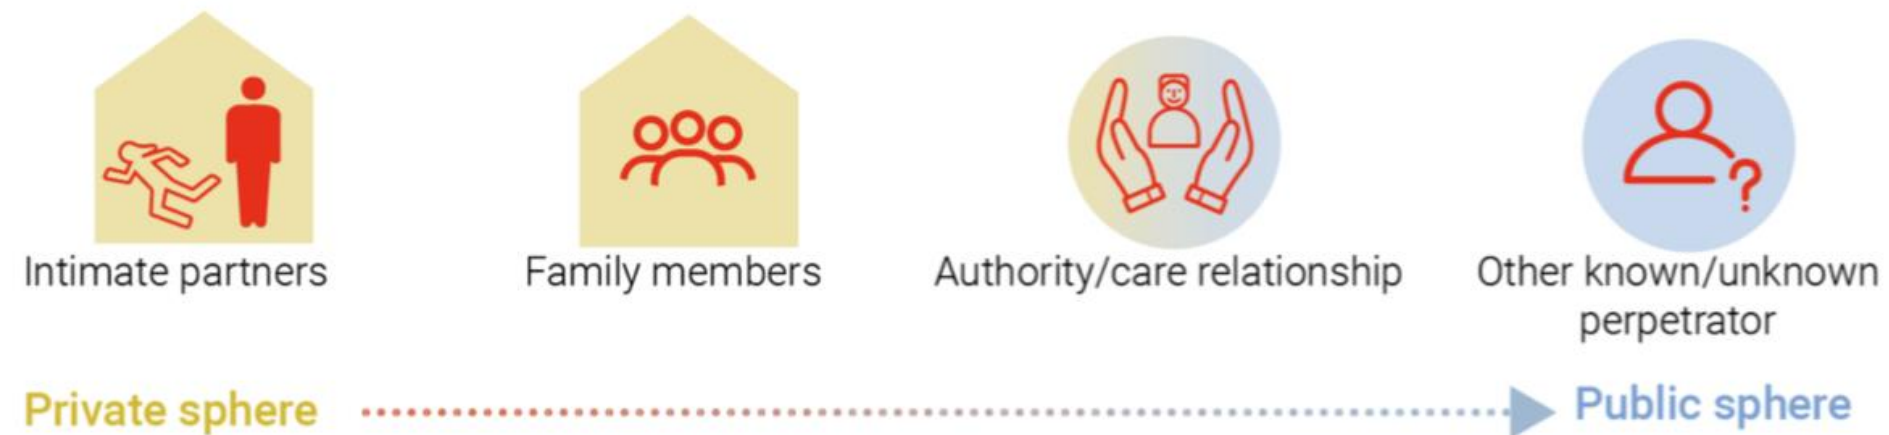 Intimate partners
Family members
Authority/care relationship
Other known/unknown
perpetrator
Private sphere
Public sphere